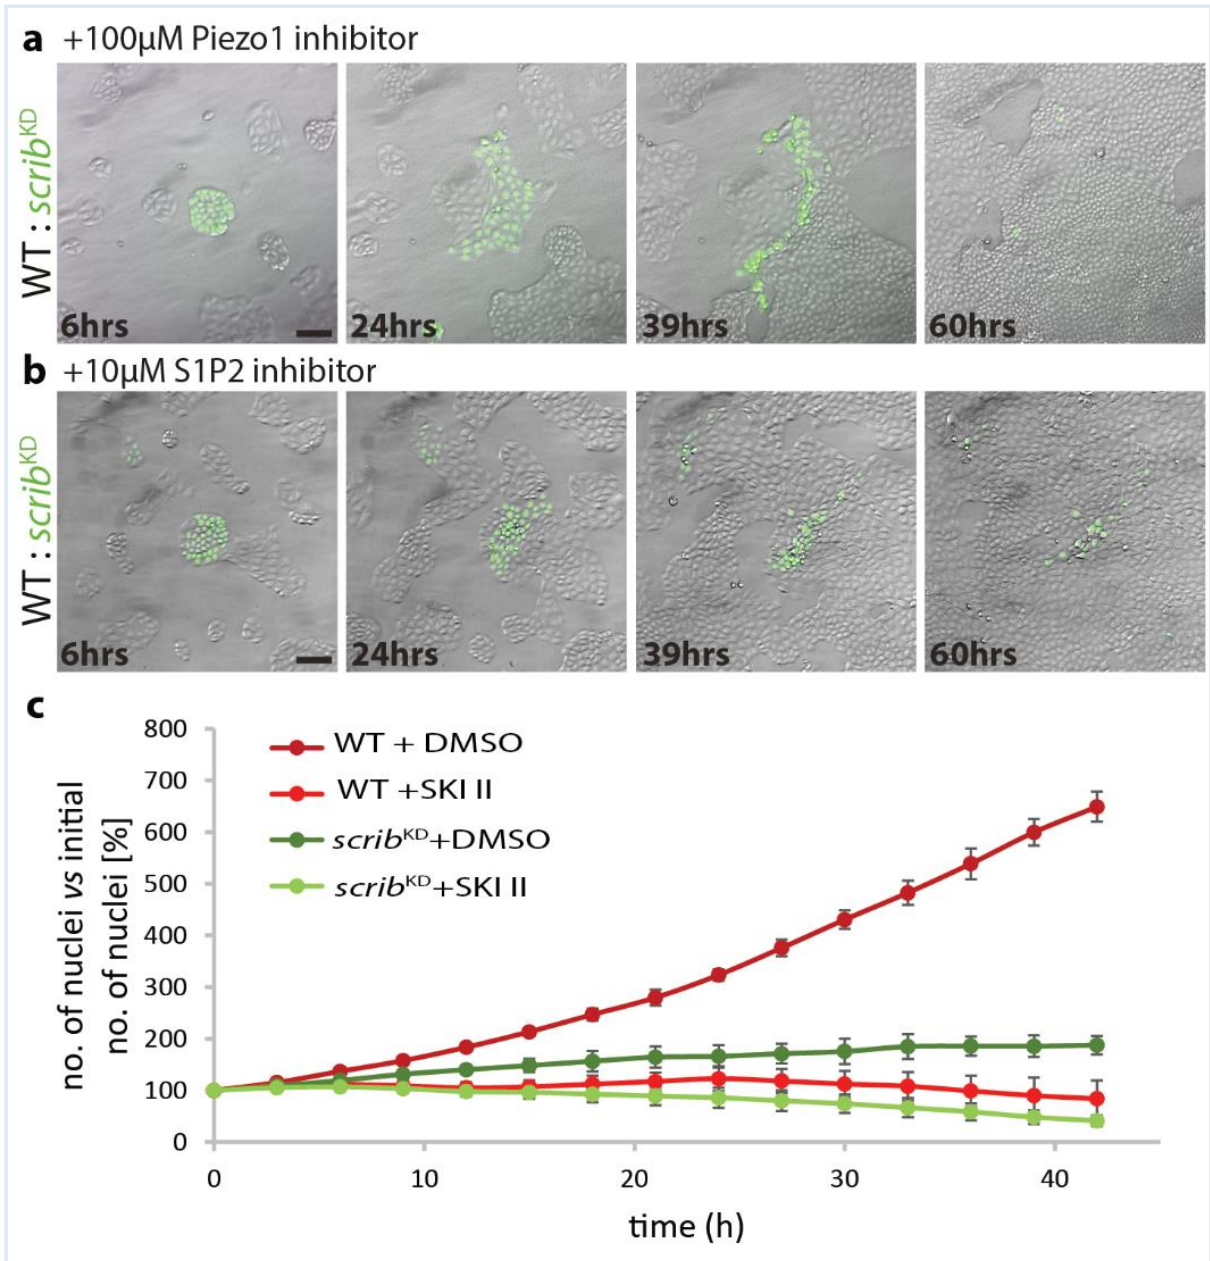 a +100µM Piezo1 inhibitor
WT : scribKD
6hrs
24hrs
39hrs
60hrs
b +10µM S1P2 inhibitor
WT : scribKD
6hrs
24hrs
39hrs
60hrs
c
no. of nuclei vs initial
no. of nuclei [%]
800
700
600
500
400
300
200
100
0
WT + DMSO
WT +SKI II
scribKD+DMSO
scribKD+SKI II
0 10 20 30 40
time (h)